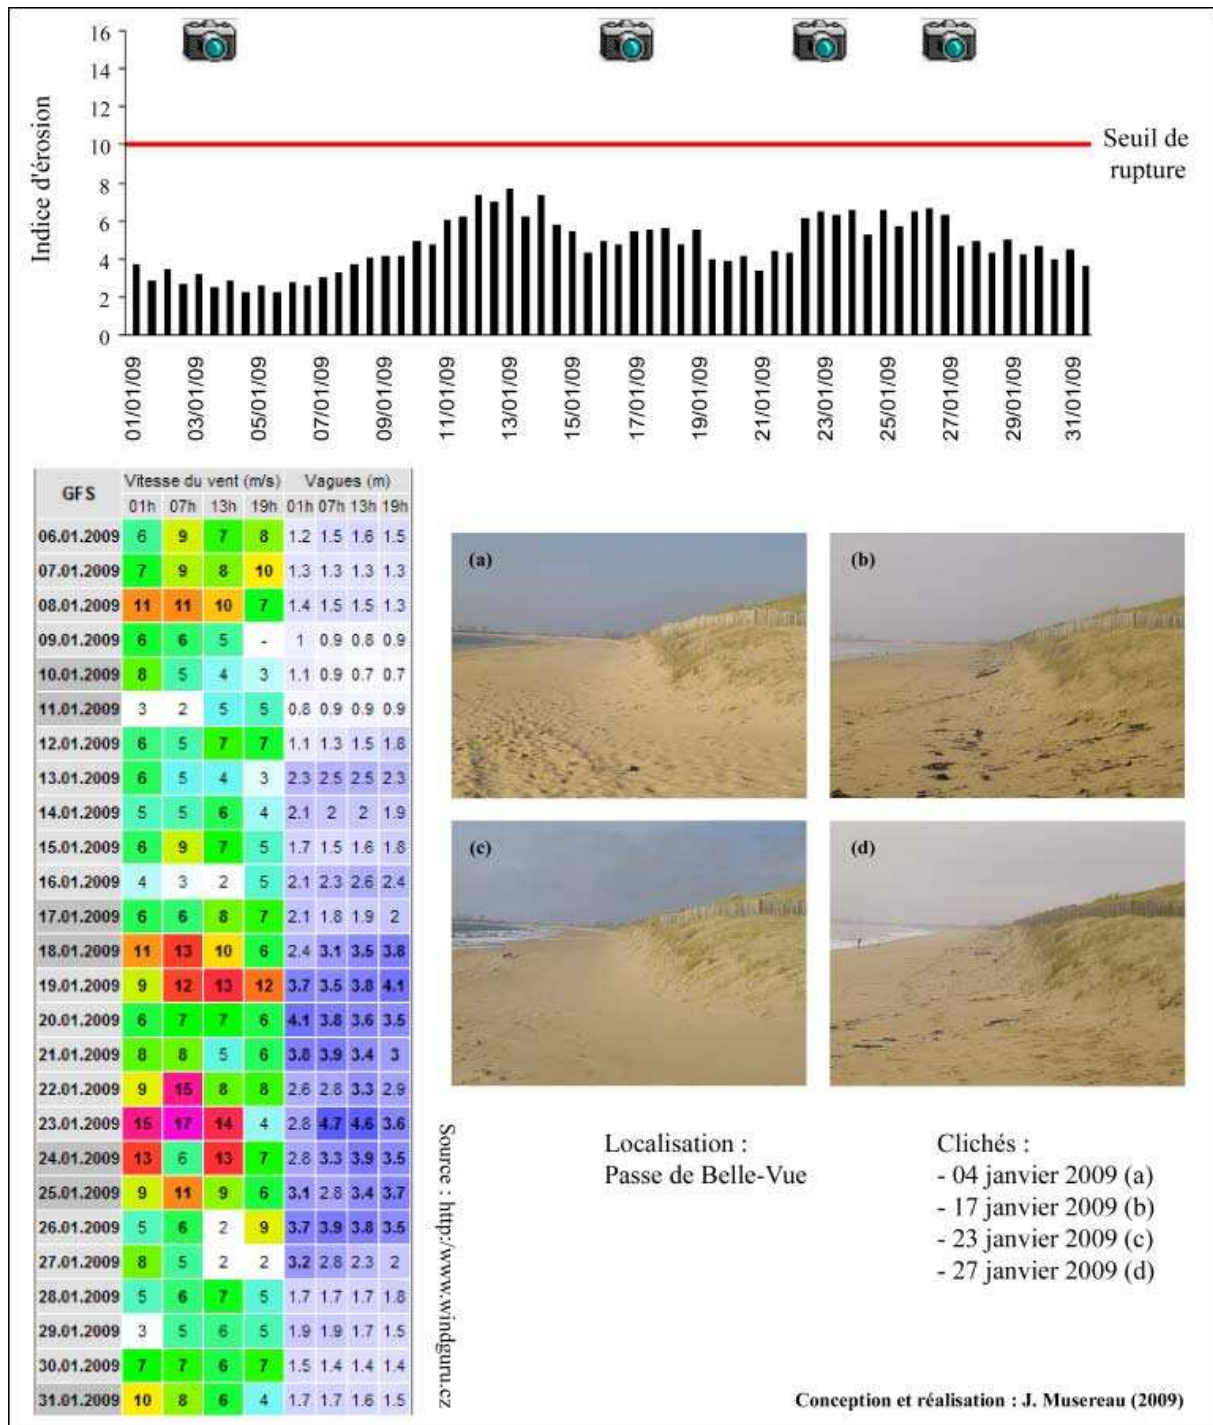 16
14
12
10
8
6
4
2
0
Indice d'érosion
Seuil de
rupture
01/01/09
03/01/09
05/01/09
07/01/09
09/01/09
11/01/09
13/01/09
15/01/09
17/01/09
19/01/09
21/01/09
23/01/09
25/01/09
27/01/09
29/01/09
31/01/09
GFS Vitesse du vent (m/s) Vagues (m)
01h 07h 13h 19h 01h 07h 13h 19h
06.01.2009 6 9 7 8 1.2 1.5 1.6 1.5
07.01.2009 7 9 8 10 1.3 1.3 1.3 1.3
08.01.2009 11 11 10 7 1.4 1.5 1.5 1.3
09.01.2009 6 6 5 - 1 0.9 0.8 0.9
10.01.2009 8 5 4 3 1.1 0.9 0.7 0.7
11.01.2009 3 2 5 5 0.8 0.9 0.9 0.9
12.01.2009 6 5 7 7 1.1 1.3 1.5 1.8
13.01.2009 6 5 4 3 2.3 2.5 2.5 2.3
14.01.2009 5 5 6 4 2.1 2 2 1.9
15.01.2009 6 9 7 5 1.7 1.5 1.6 1.8
16.01.2009 4 3 2 5 2.1 2.3 2.6 2.4
17.01.2009 6 6 8 7 2.1 1.8 1.9 2
18.01.2009 11 13 10 6 2.4 3.1 3.5 3.8
19.01.2009 9 12 13 12 3.7 3.5 3.8 4.1
20.01.2009 6 7 7 6 4.1 3.8 3.6 3.5
21.01.2009 8 8 5 6 3.8 3.9 3.4 3
22.01.2009 9 15 8 8 2.6 2.8 3.3 2.9
23.01.2009 15 17 14 4 2.8 4.7 4.6 3.6
24.01.2009 13 6 13 7 2.8 3.3 3.9 3.5
25.01.2009 9 11 9 6 3.1 2.8 3.4 3.7
26.01.2009 5 6 2 9 3.7 3.9 3.8 3.5
27.01.2009 8 5 2 2 3.2 2.8 2.3 2
28.01.2009 5 6 7 5 1.7 1.7 1.7 1.8
29.01.2009 3 5 6 5 1.9 1.9 1.7 1.5
30.01.2009 7 7 6 7 1.5 1.4 1.4 1.4
31.01.2009 10 8 6 4 1.7 1.7 1.6 1.5
Source : http:/www.windguru.cz
(a)
(b)
(c)
(d)
Localisation :
Passe de Belle-Vue
Clichés :
- 04 janvier 2009 (a)
- 17 janvier 2009 (b)
- 23 janvier 2009 (c)
- 27 janvier 2009 (d)
Conception et réalisation : J. Musereau (2009)